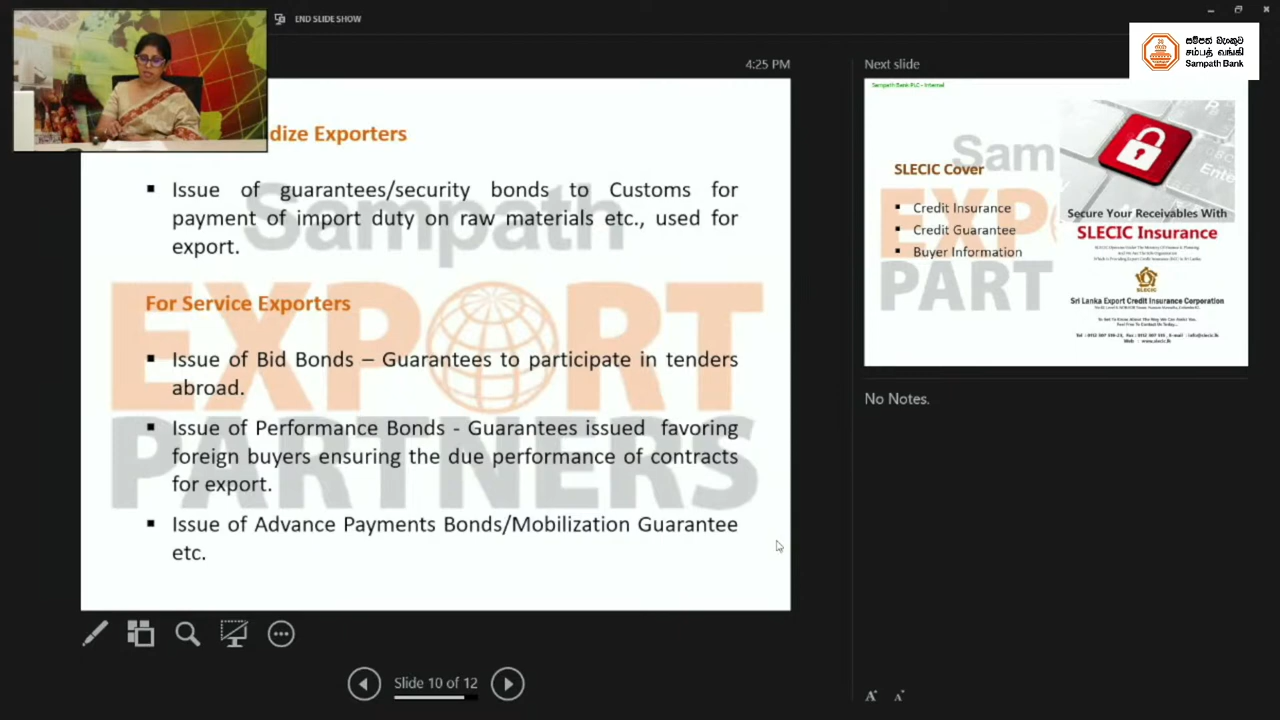 END SLIDE SHOW
සම්පත් බැංකුව
சம்பத் வங்கி
Sampath Bank
4:25 PM
dize Exporters
▪ Issue of guarantees/security bonds to Customs for
payment of import duty on raw materials etc., used for
export.
For Service Exporters
▪ Issue of Bid Bonds – Guarantees to participate in tenders
abroad.
▪ Issue of Performance Bonds - Guarantees issued favoring
foreign buyers ensuring the due performance of contracts
for export.
▪ Issue of Advance Payments Bonds/Mobilization Guarantee
etc.
Sampath
EXPORT
PARTNERS
Slide 10 of 12
Next slide
Sampath Bank PLC - Internal
Sam
EXP
PART
SLECIC Cover
▪ Credit Insurance
▪ Credit Guarantee
▪ Buyer Information
Enter
Secure Your Receivables With
SLECIC Insurance
SLECIC
Sri Lanka Export Credit Insurance Corporation
No Notes.